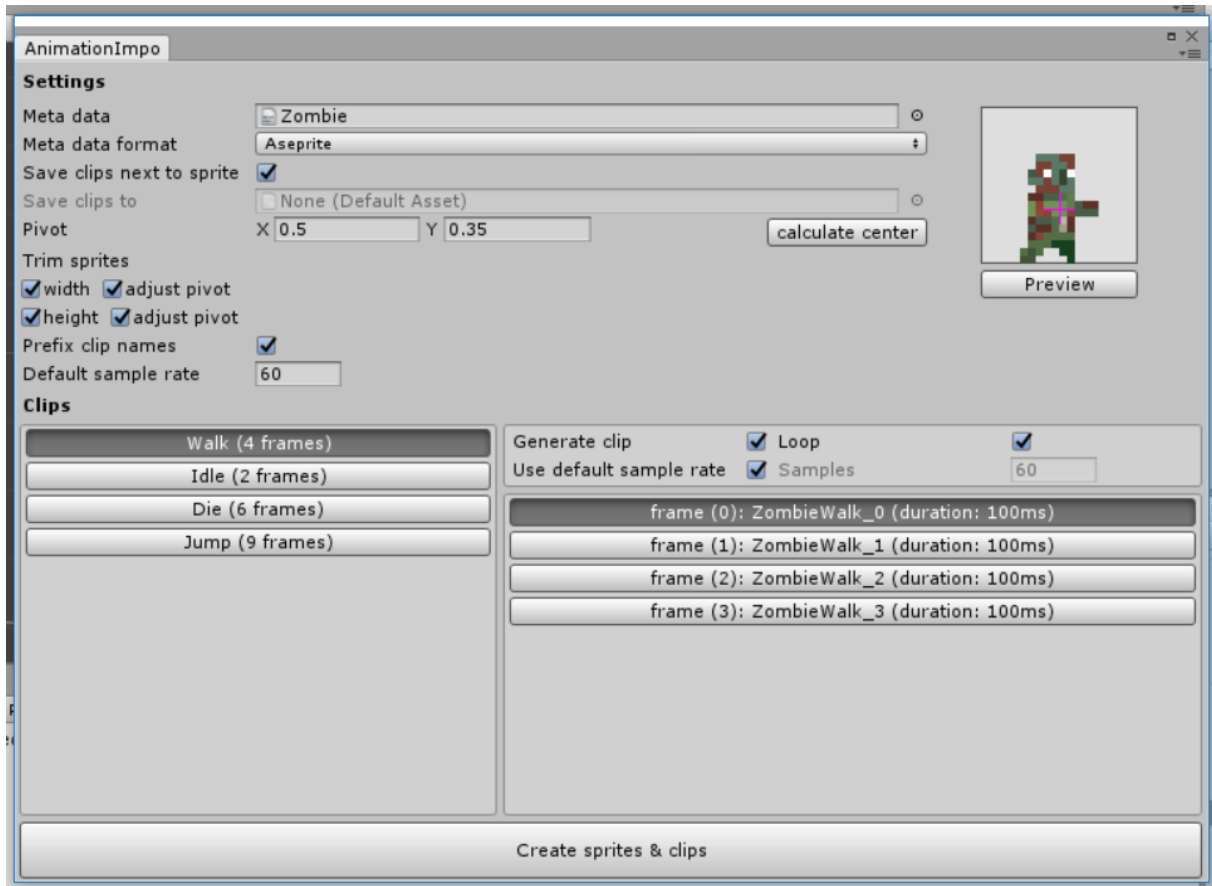 AnimationImpo
Settings
Meta data Zombie
Meta data format Aseprite
Save clips next to sprite
Save clips to None (Default Asset)
Pivot X 0.5 Y 0.35 calculate center
Trim sprites
width adjust pivot Preview
height adjust pivot
Prefix clip names
Default sample rate 60
Clips
Walk (4 frames)
Idle (2 frames)
Die (6 frames)
Jump (9 frames)
Generate clip Loop
Use default sample rate Samples 60
frame (0): ZombieWalk_0 (duration: 100ms)
frame (1): ZombieWalk_1 (duration: 100ms)
frame (2): ZombieWalk_2 (duration: 100ms)
frame (3): ZombieWalk_3 (duration: 100ms)
Create sprites & clips